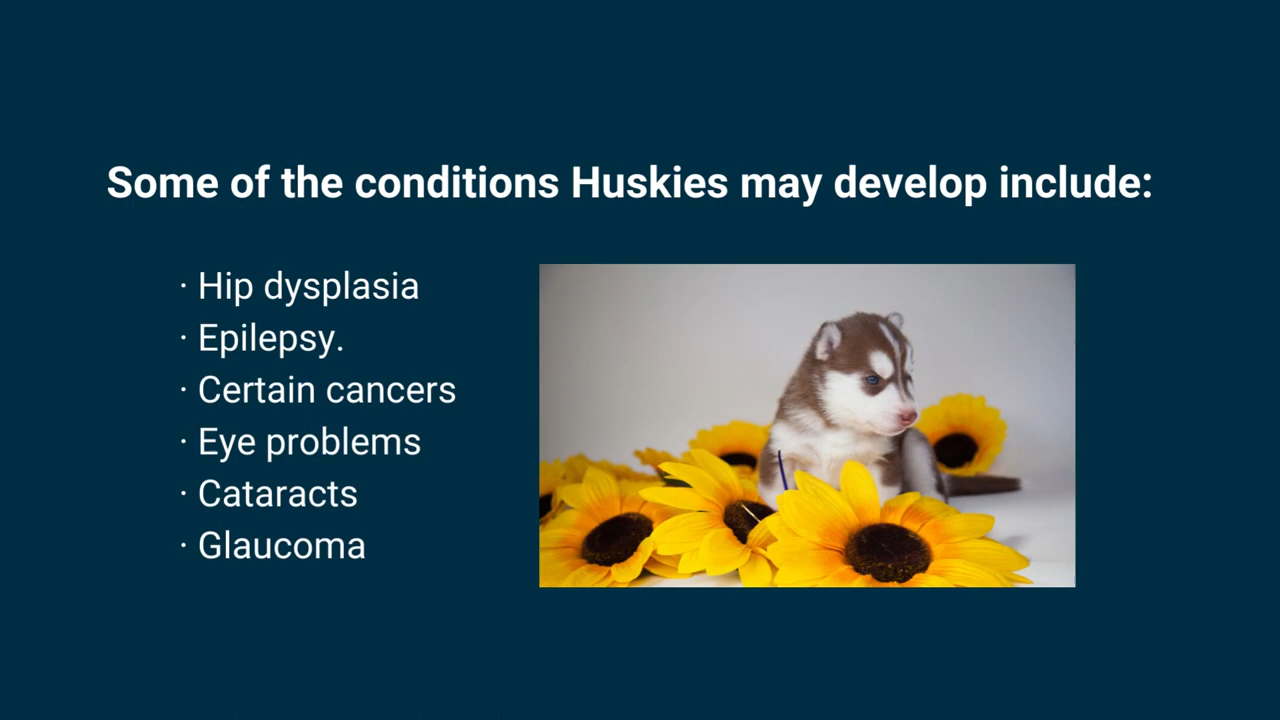 Some of the conditions Huskies may develop include:
· Hip dysplasia
· Epilepsy.
· Certain cancers
· Eye problems
· Cataracts
· Glaucoma